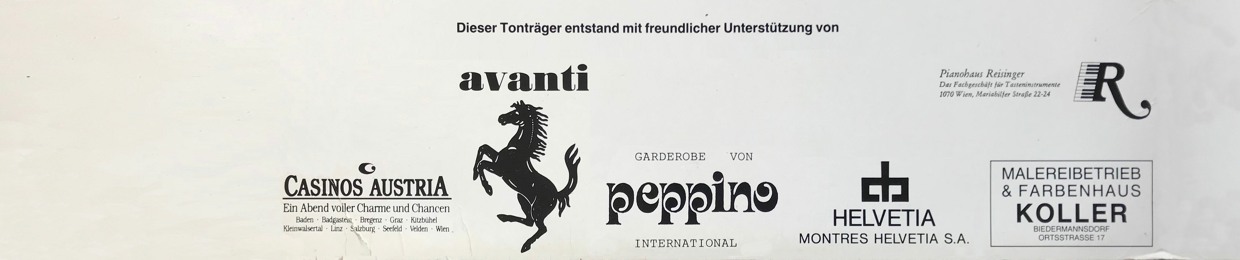 Dieser Tonträger entstand mit freundlicher Unterstützung von
avanti
Pianohaus Reisinger
Das Fachgeschäft für Tasteninstrumente
1070 Wien, Mariahilfer Straße 22-24
R
CASINOS AUSTRIA
Ein Abend voller Charme und Chancen
Baden · Badgastein · Bregenz · Graz · Kitzbühel
Kleinwalsertal · Linz · Salzburg · Seefeld · Velden · Wien
GARDEROBE VON
peppino
INTERNATIONAL
HELVETIA
MONTRES HELVETIA S.A.
MALEREIBETRIEB
& FARBENHAUS
KOLLER
BIEDERMANNSDORF
ORTSSTRASSE 17